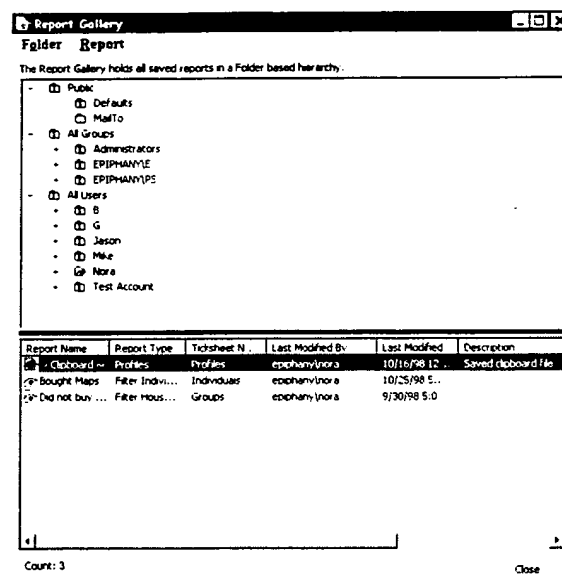 Report Gallery
Folder Report
The Report Gallery holds all saved reports in a Folder based hierarchy.
- Public
Defaults
MailTo
- All Groups
+ Administrators
+ EPIPHANY\E
+ EPIPHANY\PS
- All Users
+ B
+ G
+ Jason
+ Mike
+ Nora
+ Test Account
Report Name Report Type Ticksheet N... Last Modified By Last Modified Description
~ Clipboard ~ Profiles Profiles epiphany\nora 10/16/98 12... Saved clipboard file
Bought Maps Filter Indivi... Individuals epiphany\nora 10/25/98 5...
Did not buy ... Filter Hous... Groups epiphany\nora 9/30/98 5:0
Count: 3
Close